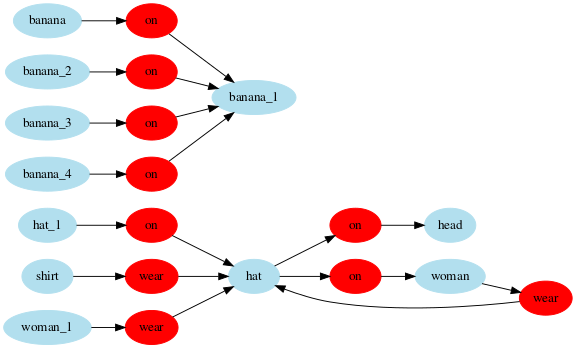 banana on
banana_2 on
banana_1
banana_3 on
banana_4 on
hat_1 on on head
shirt wear hat on woman
wear
woman_1 wear